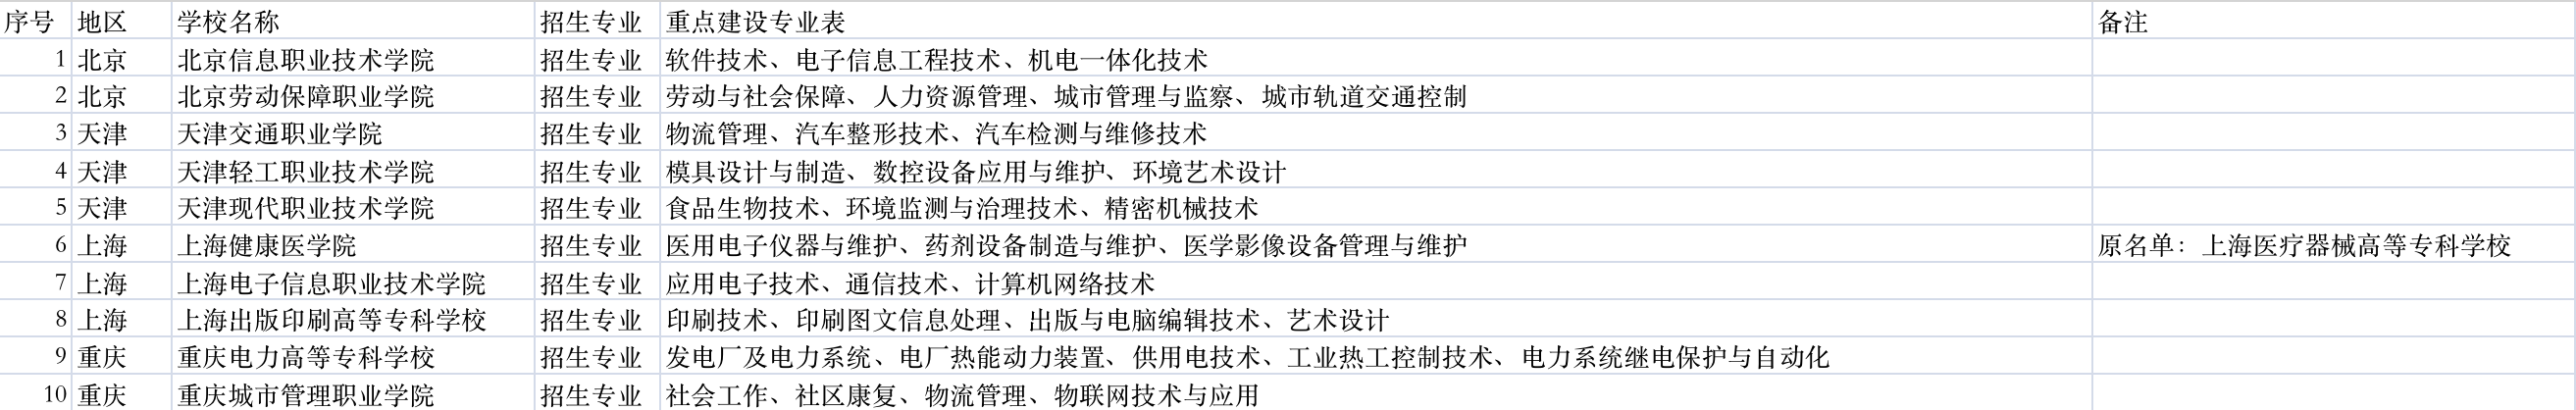 序号 地区 学校名称 招生专业 重点建设专业表 备注
1 北京 北京信息职业技术学院 招生专业 软件技术、电子信息工程技术、机电一体化技术
2 北京 北京劳动保障职业学院 招生专业 劳动与社会保障、人力资源管理、城市管理与监察、城市轨道交通控制
3 天津 天津交通职业学院 招生专业 物流管理、汽车整形技术、汽车检测与维修技术
4 天津 天津轻工职业技术学院 招生专业 模具设计与制造、数控设备应用与维护、环境艺术设计
5 天津 天津现代职业技术学院 招生专业 食品生物技术、环境监测与治理技术、精密机械技术
6 上海 上海健康医学院 招生专业 医用电子仪器与维护、药剂设备制造与维护、医学影像设备管理与维护 原名单：上海医疗器械高等专科学校
7 上海 上海电子信息职业技术学院 招生专业 应用电子技术、通信技术、计算机网络技术
8 上海 上海出版印刷高等专科学校 招生专业 印刷技术、印刷图文信息处理、出版与电脑编辑技术、艺术设计
9 重庆 重庆电力高等专科学校 招生专业 发电厂及电力系统、电厂热能动力装置、供用电技术、工业热工控制技术、电力系统继电保护与自动化
10 重庆 重庆城市管理职业学院 招生专业 社会工作、社区康复、物流管理、物联网技术与应用